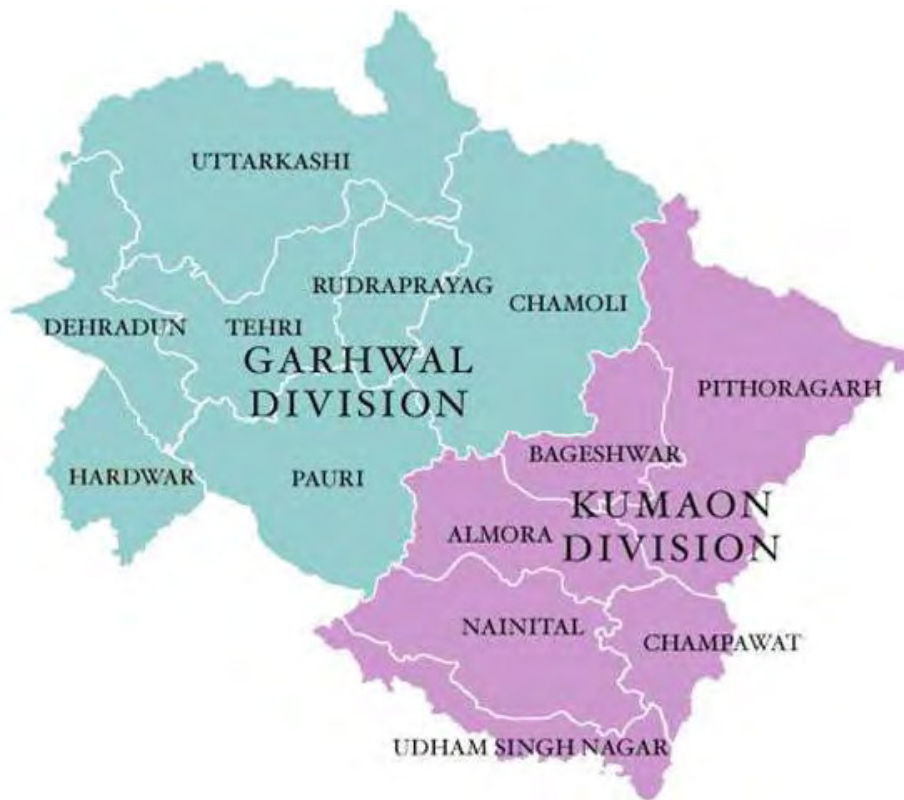 UTTARKASHI
RUDRAPRAYAG
CHAMOLI
DEHRADUN
TEHRI
GARHWAL
DIVISION
PITHORAGARH
HARDWAR
PAURI
BAGESHWAR
KUMAON
DIVISION
ALMORA
NAINITAL
CHAMPAWAT
UDHAM SINGH NAGAR